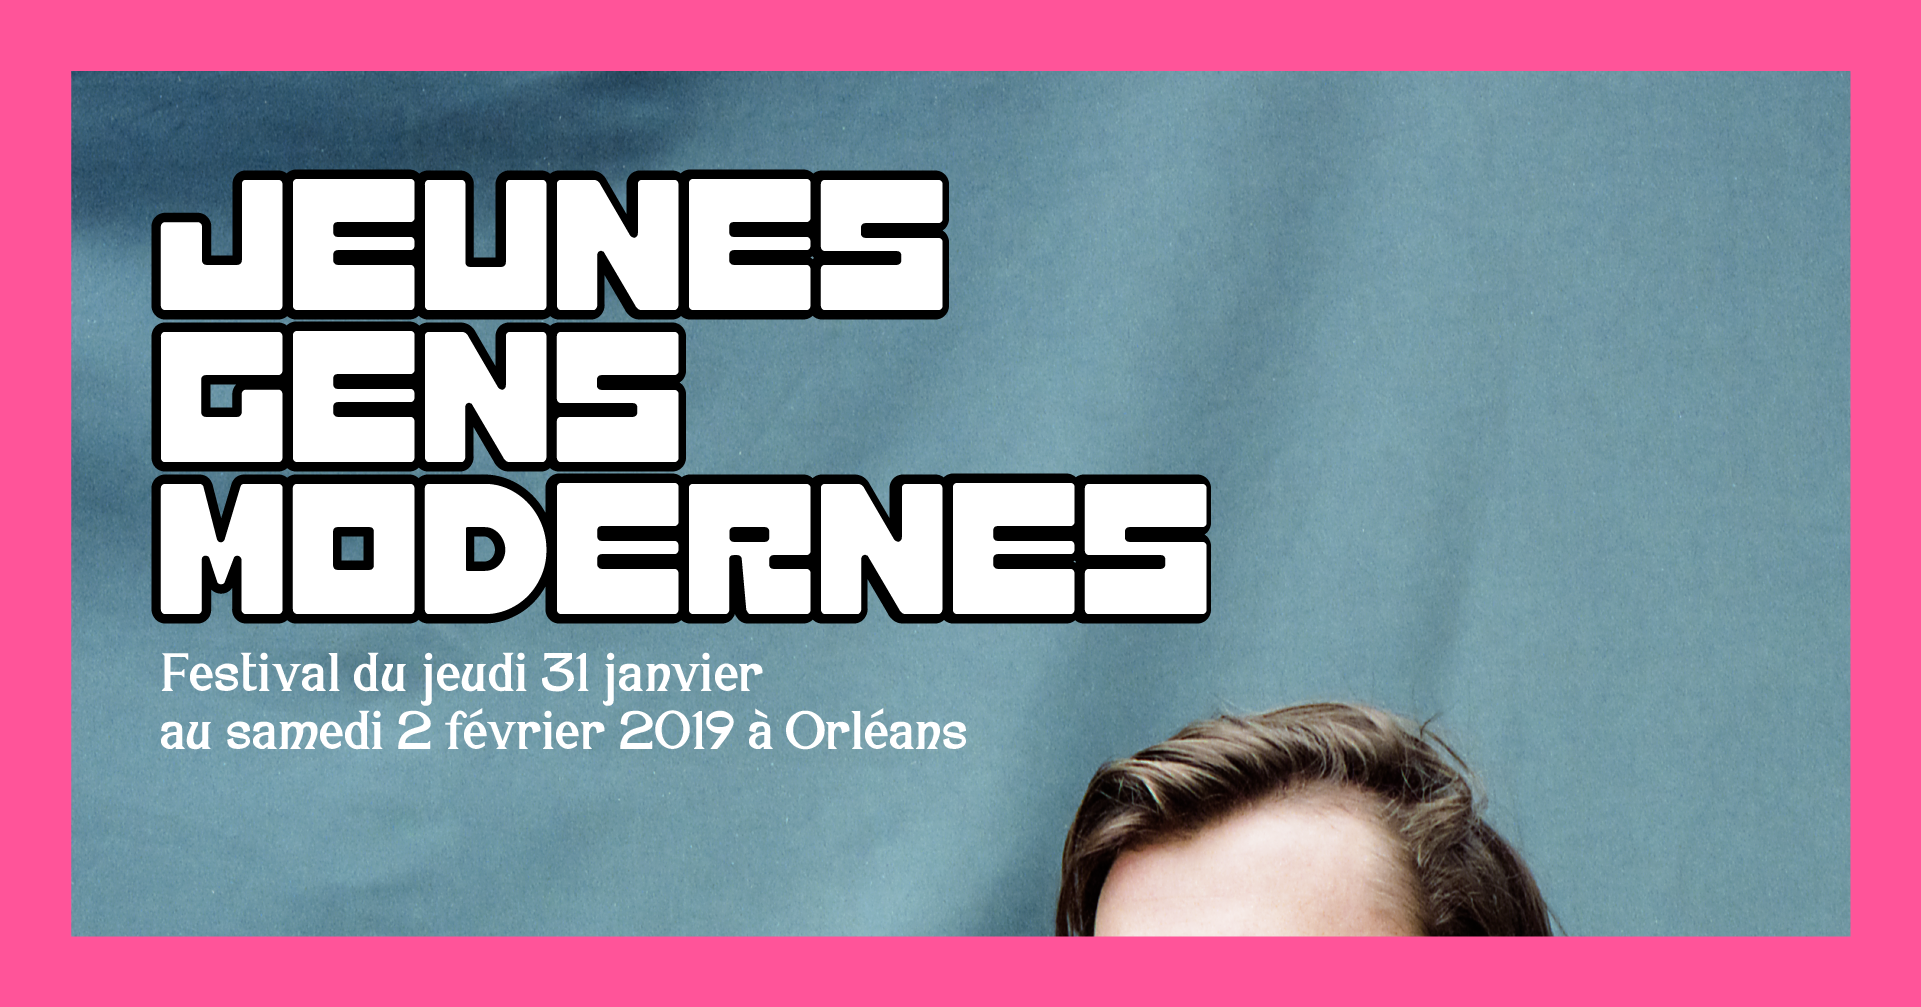 JEUNES
GENS
MODERNES
Festival du jeudi 31 janvier
au samedi 2 février 2019 à Orléans